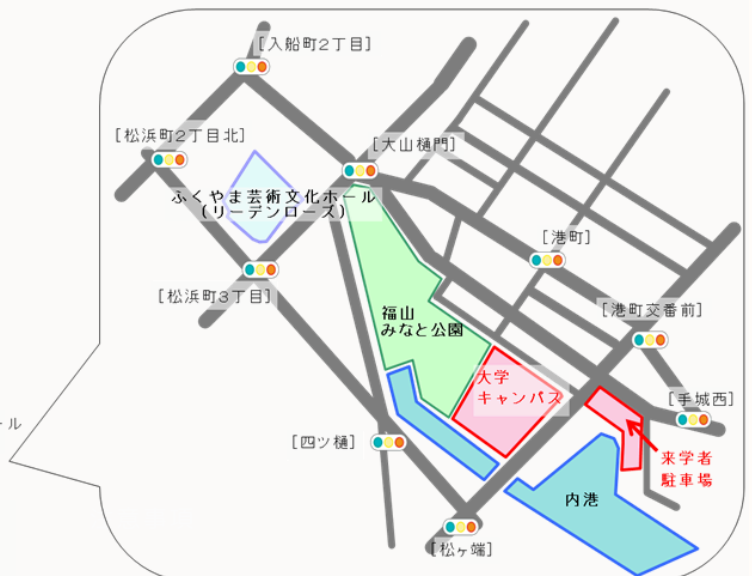 [入船町2丁目]
[松浜町2丁目北]
[大山樋門]
ふくやま芸術文化ホール
(リーデンローズ)
[港町]
[松浜町3丁目]
福山
みなと公園
[港町交番前]
大学
キャンパス
[手城西]
ール
[四ツ樋]
来学者
駐車場
内港
[松ヶ端]